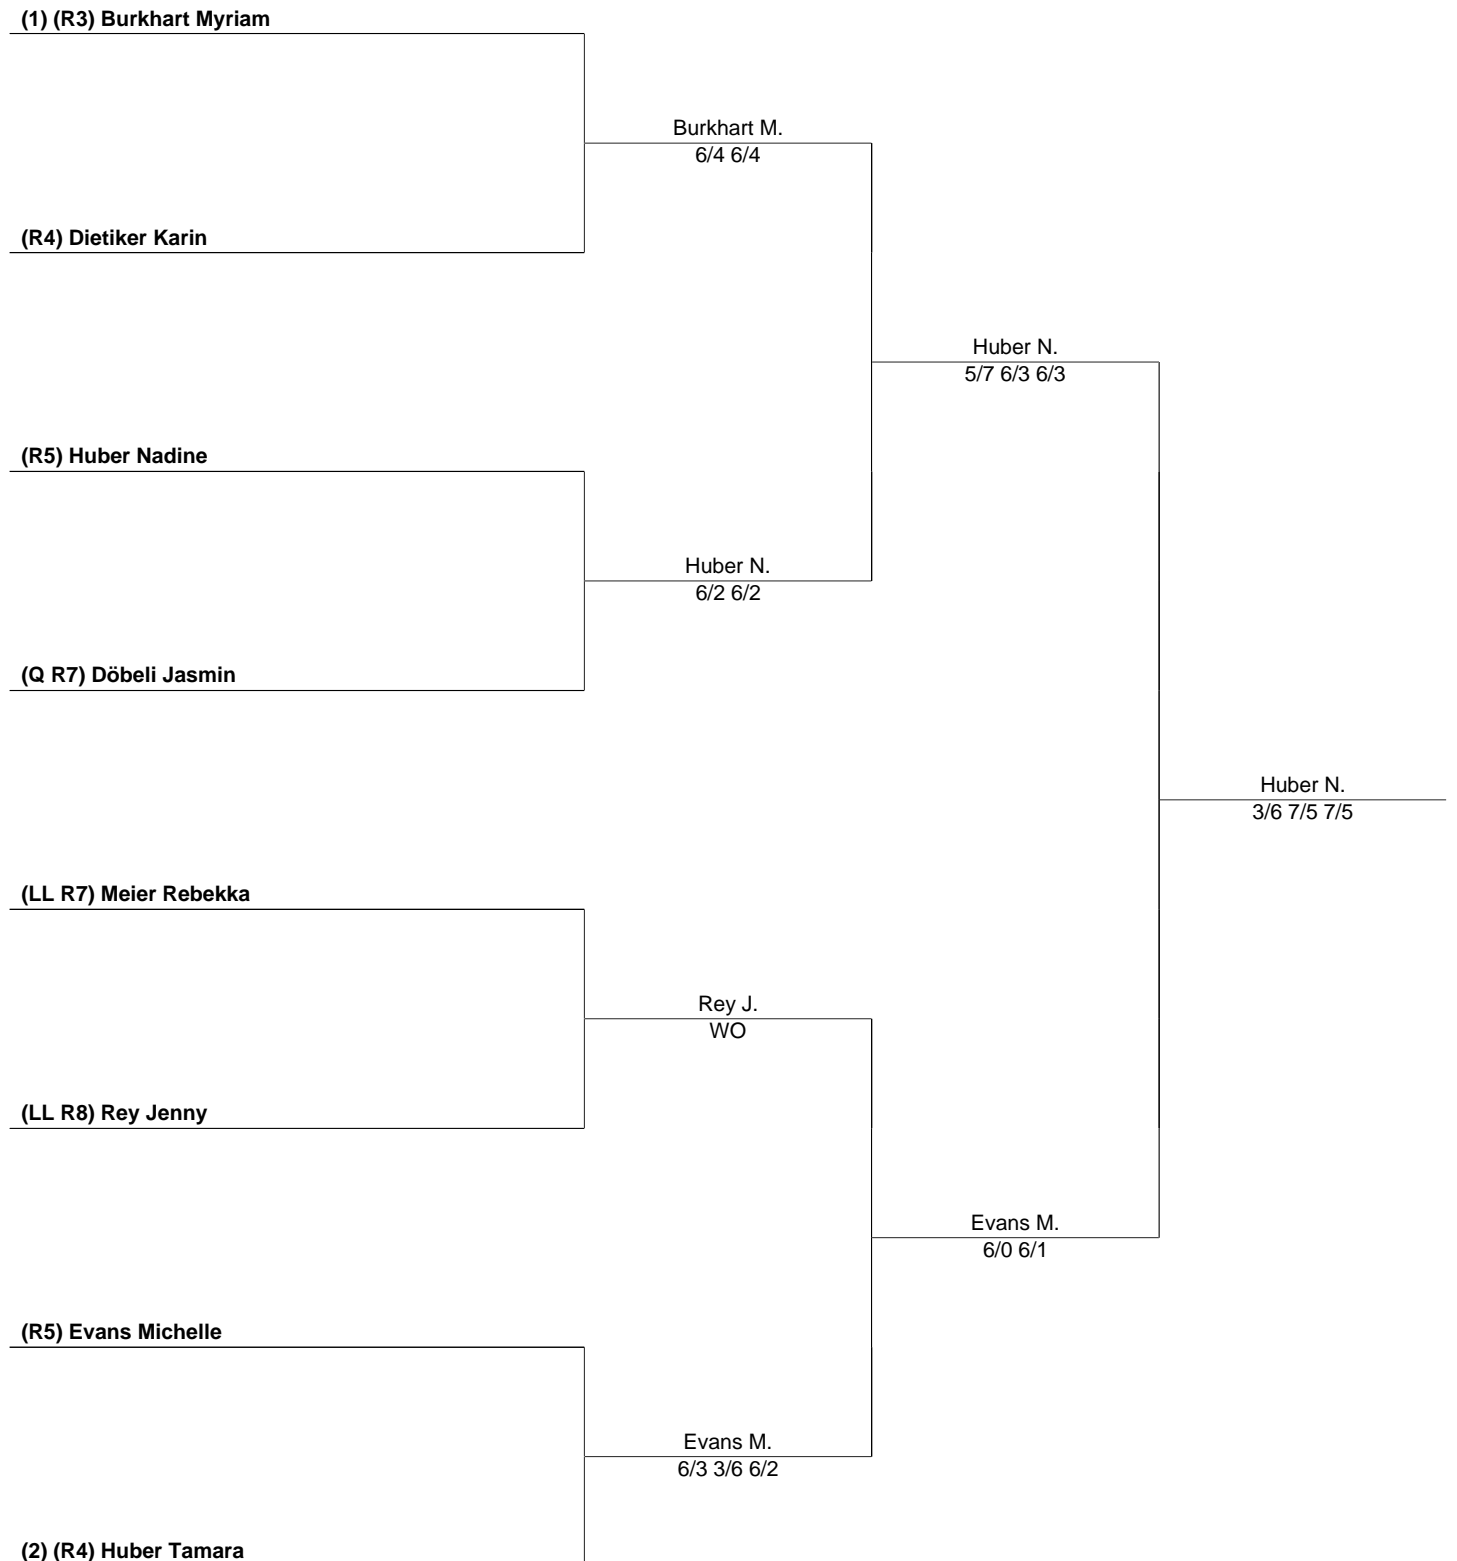 (1) (R3) Burkhart Myriam
Burkhart M.
6/4 6/4
(R4) Dietiker Karin
Huber N.
5/7 6/3 6/3
(R5) Huber Nadine
Huber N.
6/2 6/2
(Q R7) Döbeli Jasmin
Huber N.
3/6 7/5 7/5
(LL R7) Meier Rebekka
Rey J.
WO
(LL R8) Rey Jenny
Evans M.
6/0 6/1
(R5) Evans Michelle
Evans M.
6/3 3/6 6/2
(2) (R4) Huber Tamara